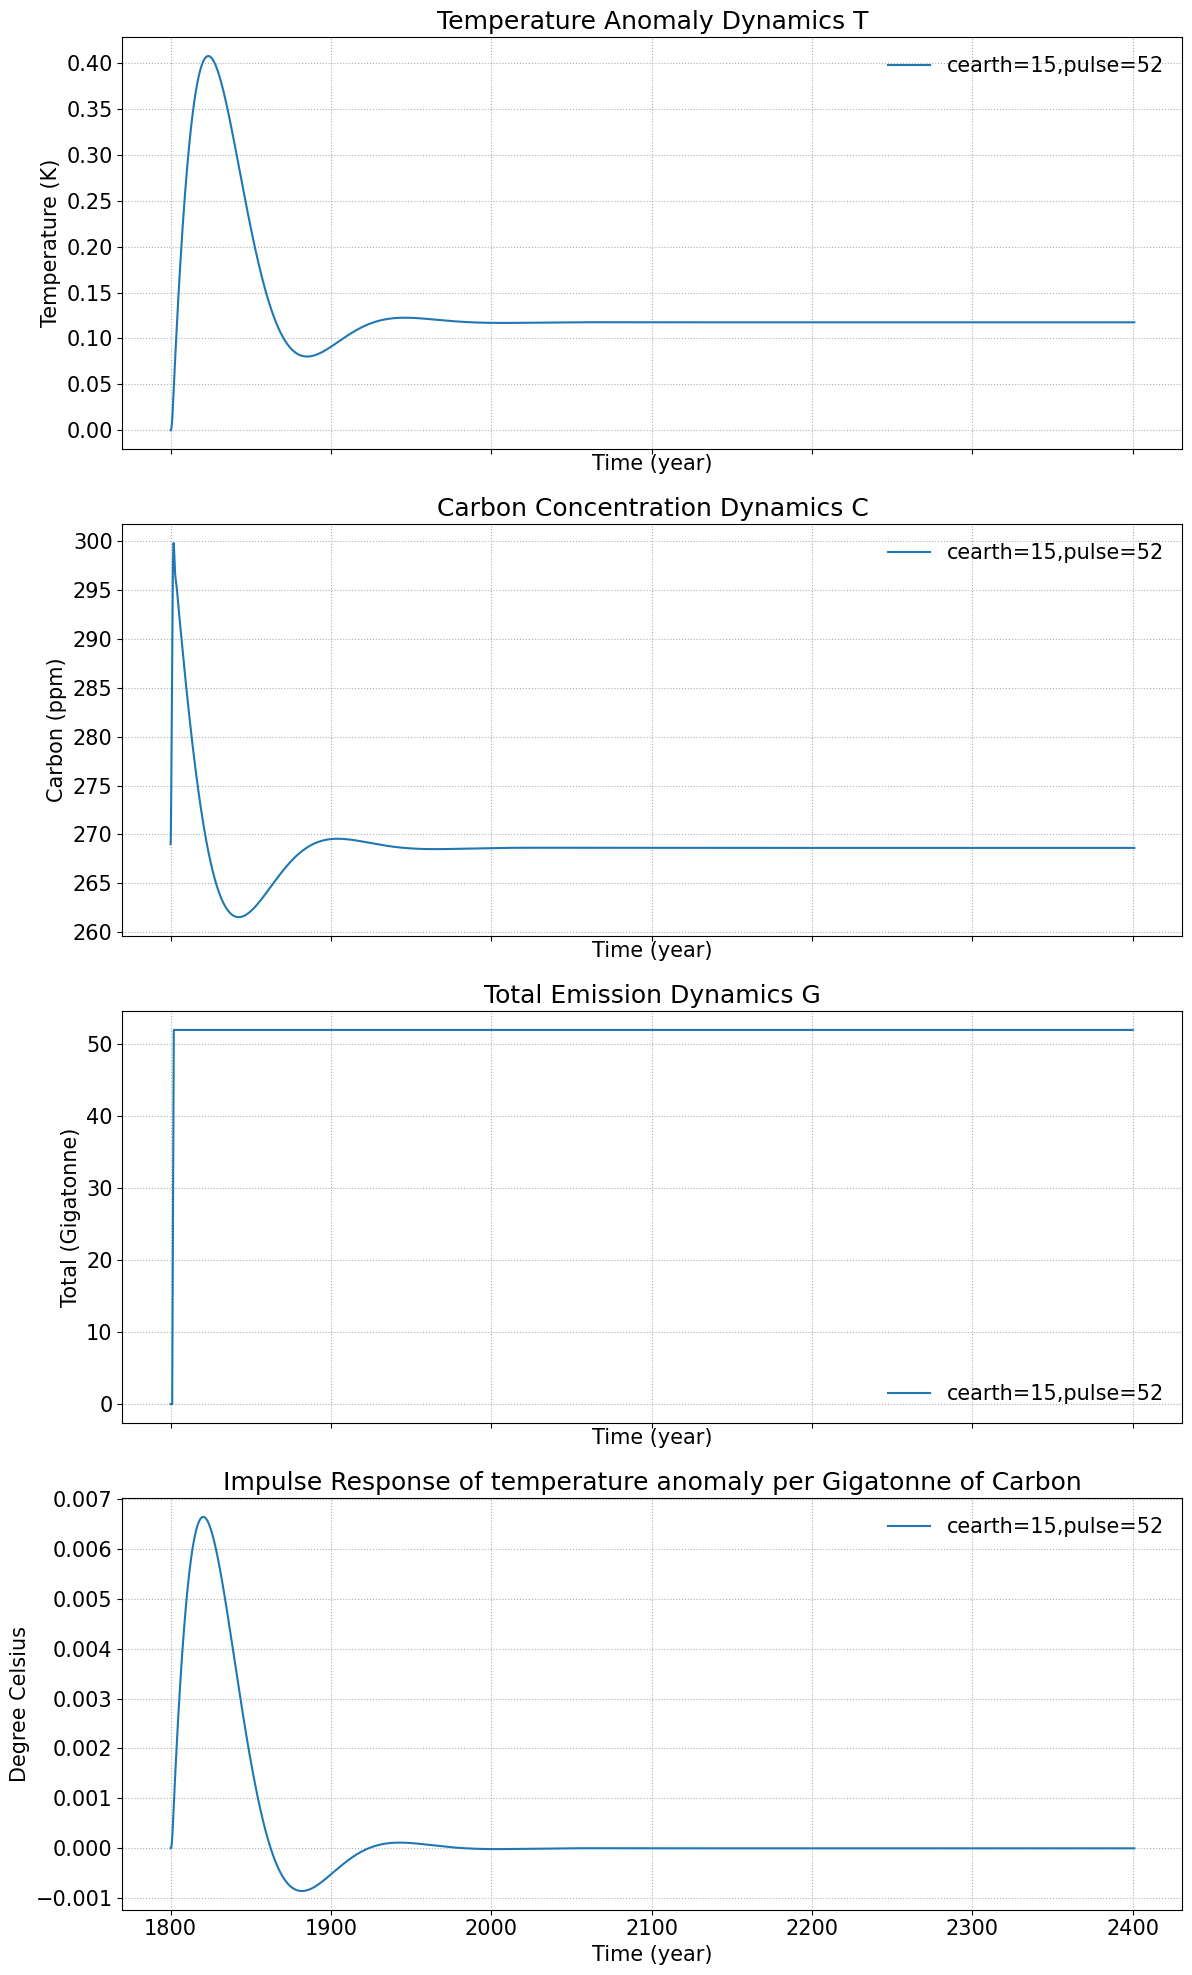 Temperature Anomaly Dynamics T
cearth=15,pulse=52
Temperature (K)
0.40
0.35
0.30
0.25
0.20
0.15
0.10
0.05
0.00
Time (year)
Carbon Concentration Dynamics C
cearth=15,pulse=52
Carbon (ppm)
300
295
290
285
280
275
270
265
260
Time (year)
Total Emission Dynamics G
Total (Gigatonne)
50
40
30
20
10
0
cearth=15,pulse=52
Time (year)
Impulse Response of temperature anomaly per Gigatonne of Carbon
cearth=15,pulse=52
Degree Celsius
0.007
0.006
0.005
0.004
0.003
0.002
0.001
0.000
−0.001
1800 1900 2000 2100 2200 2300 2400
Time (year)